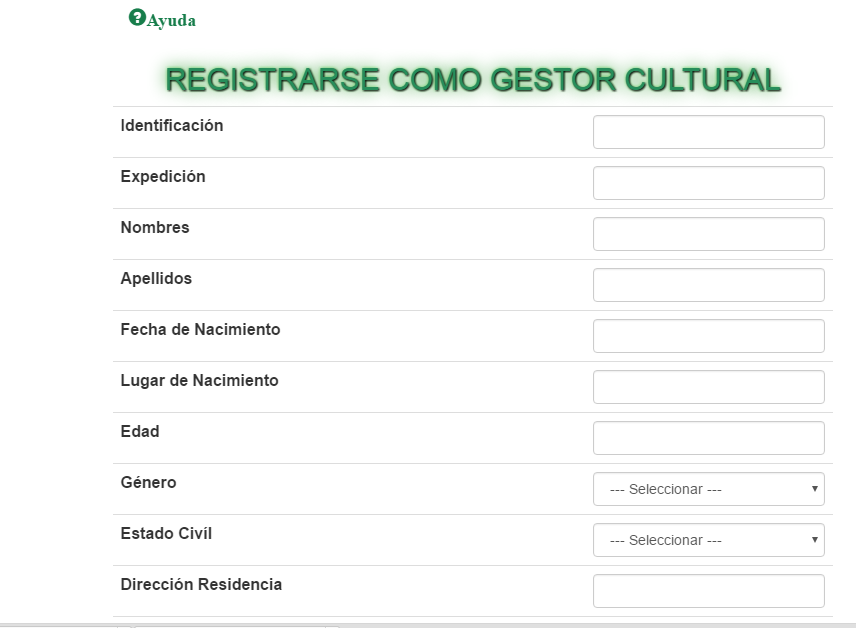 Ayuda
REGISTRARSE COMO GESTOR CULTURAL
Identificación
Expedición
Nombres
Apellidos
Fecha de Nacimiento
Lugar de Nacimiento
Edad
Género --- Seleccionar ---
Estado Civíl --- Seleccionar ---
Dirección Residencia